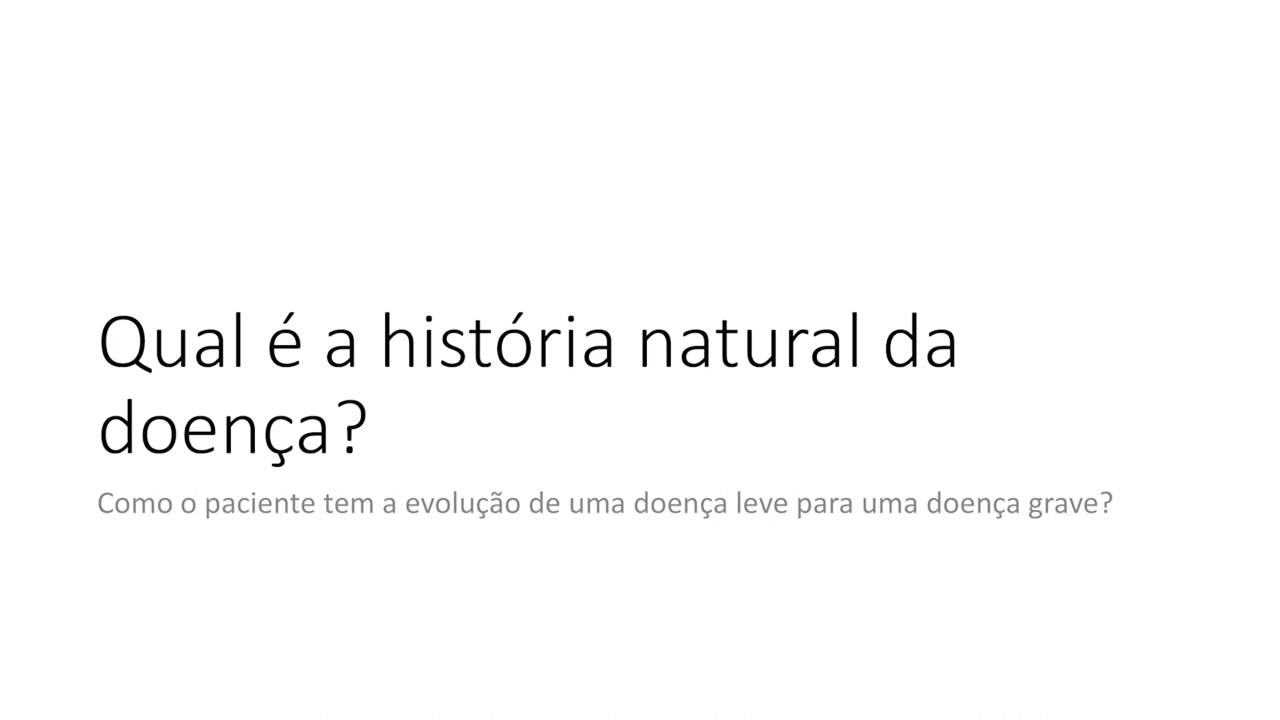 Qual é a história natural da
doença?
Como o paciente tem a evolução de uma doença leve para uma doença grave?